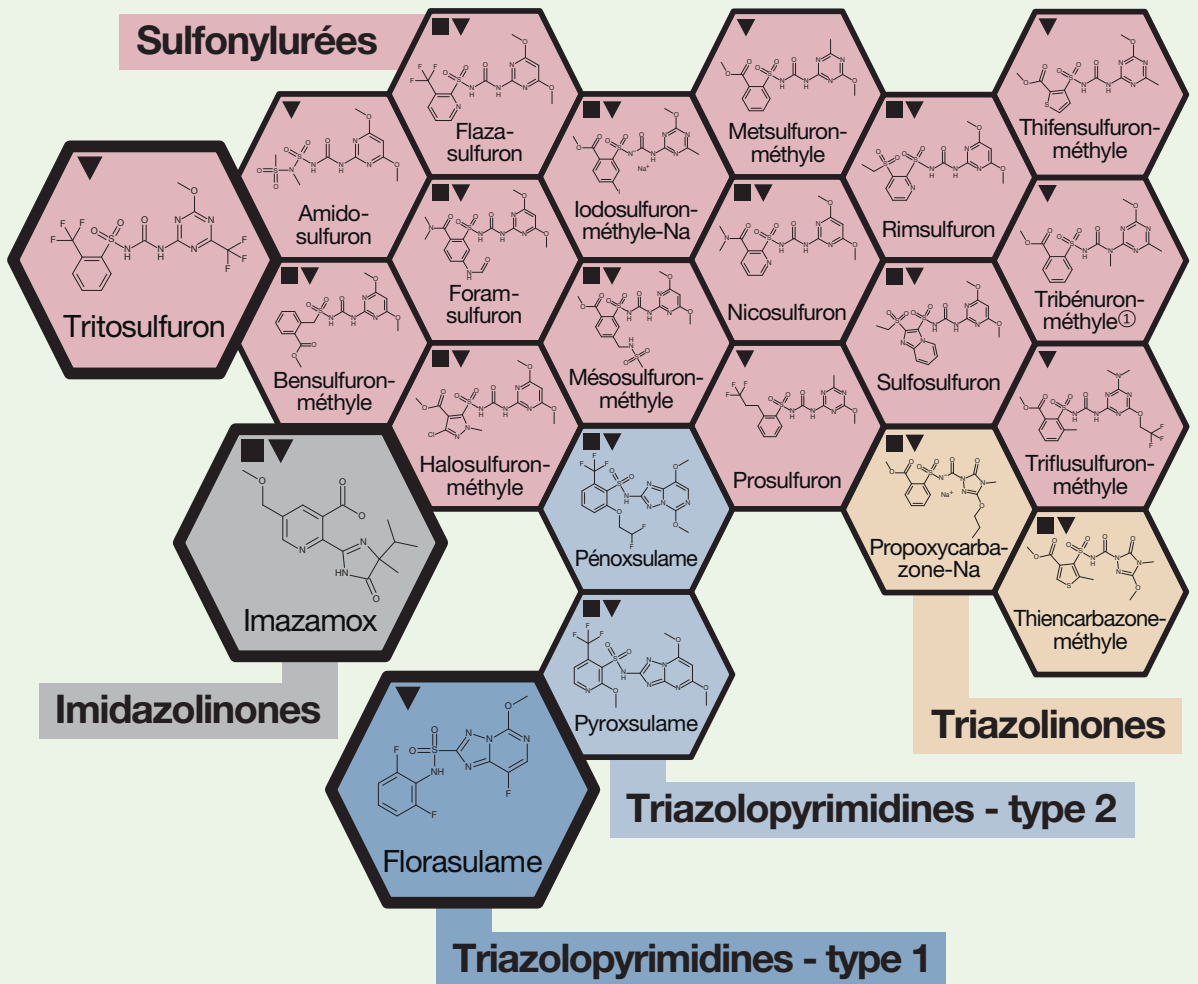 Sulfonylurées
Flaza-
sulfuron
Metsulfuron-
méthyle
Thifensulfuron-
méthyle
Amido-
sulfuron
Iodosulfuron-
méthyle-Na
Rimsulfuron
Tritosulfuron
Foram-
sulfuron
Nicosulfuron
Tribénuron-
méthyle①
Bensulfuron-
méthyle
Mésosulfuron-
méthyle
Sulfosulfuron
Halosulfuron-
méthyle
Prosulfuron
Triflusulfuron-
méthyle
Imazamox
Pénoxsulame
Propoxycarba-
zone-Na
Thiencarbazone-
méthyle
Imidazolinones
Pyroxsulame
Triazolinones
Florasulame
Triazolopyrimidines - type 2
Triazolopyrimidines - type 1